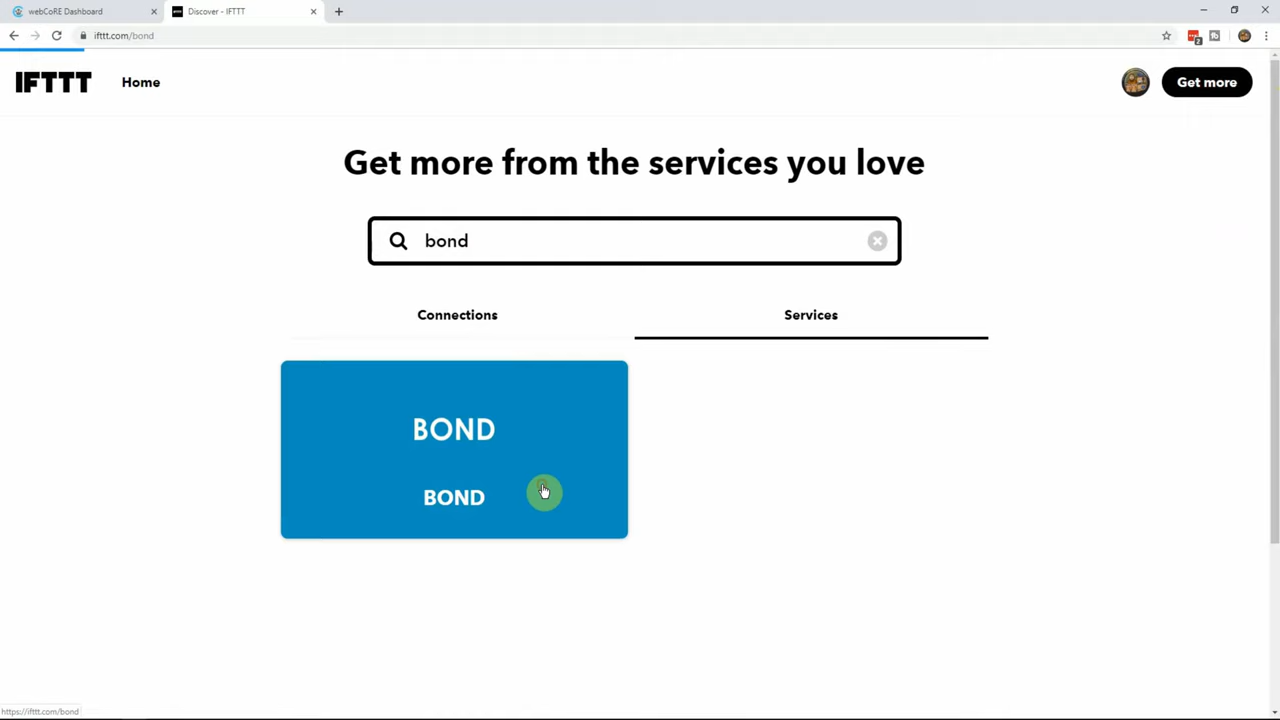 webCoRE Dashboard
Discover - IFTTT
ifttt.com/bond
2
IFTTT
Home
Get more
Get more from the services you love
bond
Connections
Services
BOND
BOND
https://ifttt.com/bond